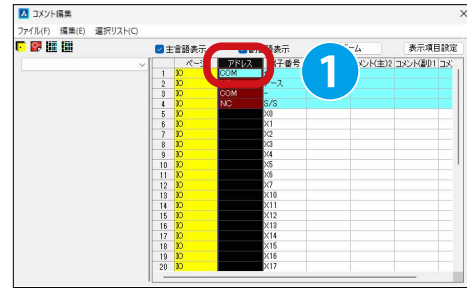 コメント編集
ファイル(F) 編集(E) 選択リスト(C)
主言語表示 語表示 ーム 表示項目設定
ペー アドレス 子番号 メント(主)2 コメント(副)1 コメ
1 IO COM -
2 IO ース
3 IO COM -
4 IO NC S/S
5 IO X0
6 IO X1
7 IO X2
8 IO X3
9 IO X4
10 IO X5
11 IO X6
12 IO X7
13 IO X10
14 IO X11
15 IO X12
16 IO X13
17 IO X14
18 IO X15
19 IO X16
20 IO X17
1